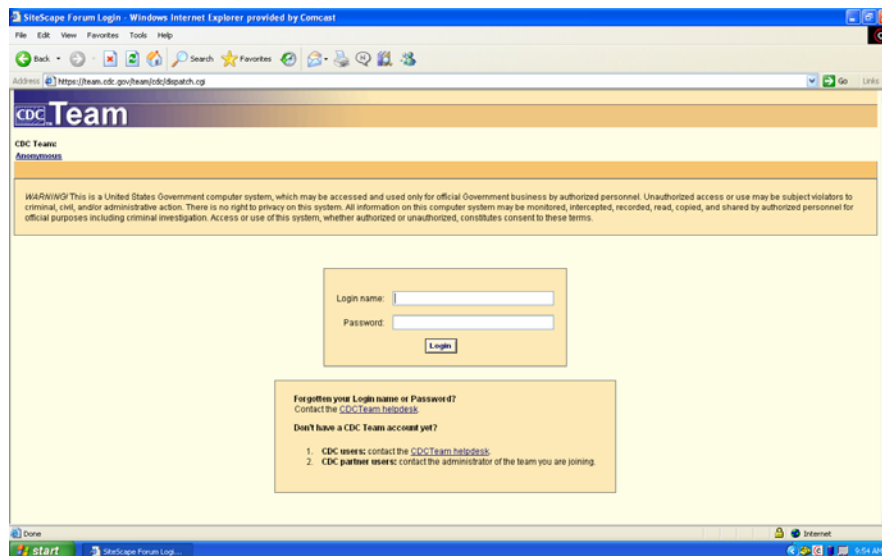 SiteScape Forum Login - Windows Internet Explorer provided by Comcast
File Edit View Favorites Tools Help
Back Search Favorites
Address https://team.cdc.gov/team/cdc/dispatch.cgi Go Links
CDC Team
CDC Team:
Anonymous
WARNING! This is a United States Government computer system, which may be accessed and used only for official Government business by authorized personnel. Unauthorized access or use may be subject violators to
criminal, civil, and/or administrative action. There is no right to privacy on this system. All information on this computer system may be monitored, intercepted, recorded, read, copied, and shared by authorized personnel for
official purposes including criminal investigation. Access or use of this system, whether authorized or unauthorized, constitutes consent to these terms.
Login name:
Password:
Login
Forgotten your Login name or Password?
Contact the CDCTeam helpdesk.
Don't have a CDC Team account yet?
1. CDC users: contact the CDCTeam helpdesk.
2. CDC partner users: contact the administrator of the team you are joining.
Done Internet
start SiteScape Forum Logi... 9:54 AM